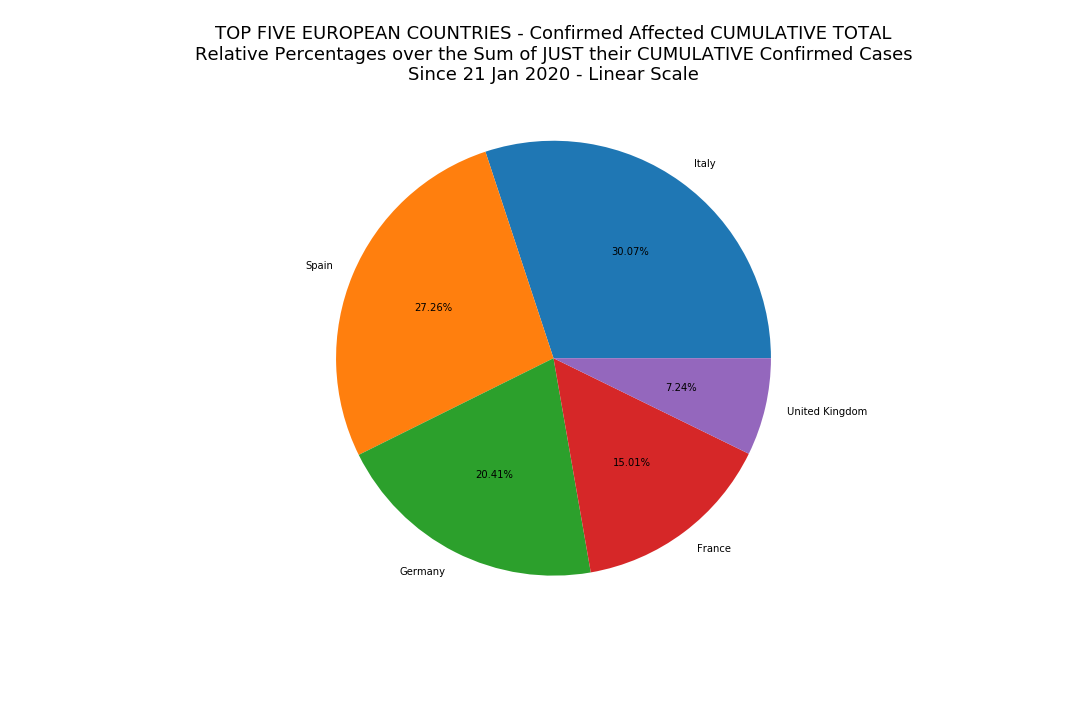 TOP FIVE EUROPEAN COUNTRIES - Confirmed Affected CUMULATIVE TOTAL
Relative Percentages over the Sum of JUST their CUMULATIVE Confirmed Cases
Since 21 Jan 2020 - Linear Scale
Italy
30.07%
Spain
27.26%
7.24%
United Kingdom
15.01%
20.41%
France
Germany